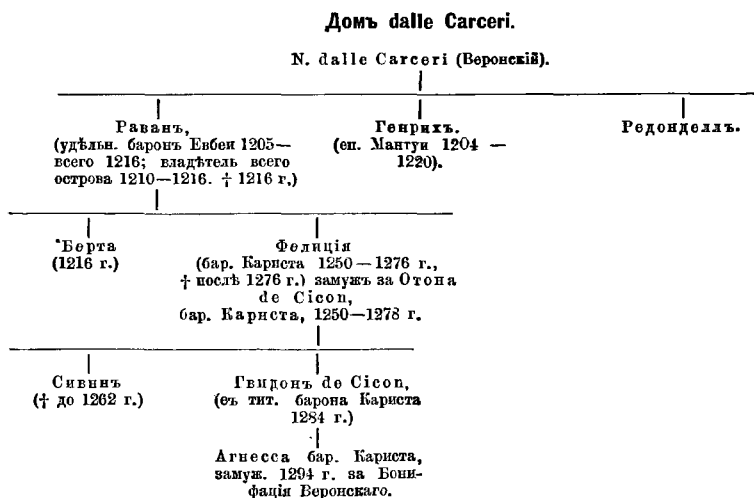 Домъ dalle Carceri.
N. dalle Carceri (Веронскій).
Раванъ,
(удѣльн. баронъ Евбеи 1205—
всего 1216; владѣтель всего
острова 1210—1216. † 1216 г.)
Генрихъ.
(еп. Мантуи 1204 —
1220).
Редонделлъ.
Берта
(1216 г.)
Фелиція
(бар. Кариста 1250—1276 г.,
† послѣ 1276 г.) замужъ за Отона
de Cicon,
бар. Кариста, 1250—1278 г.
Сивинъ
(† до 1262 г.)
Гвидонъ de Cicon,
(съ тит. барона Кариста
1284 г.)
Агнесса бар. Кариста,
замуж. 1294 г. за Бони-
фація Веронскаго.